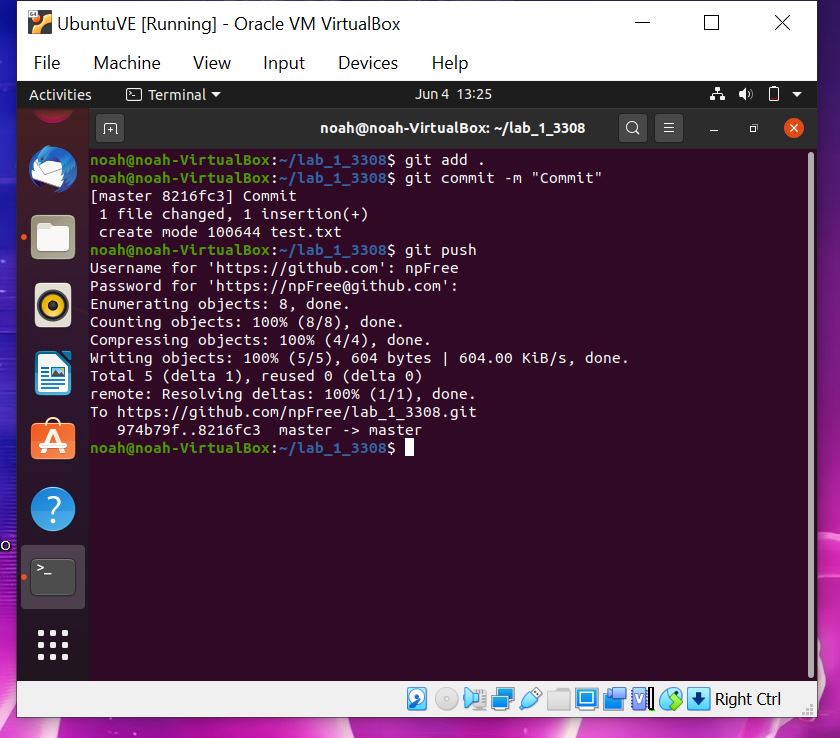 UbuntuVE [Running] - Oracle VM VirtualBox
File Machine View Input Devices Help
Activities Terminal Jun 4 13:25
noah@noah-VirtualBox: ~/lab_1_3308
noah@noah-VirtualBox:~/lab_1_3308$ git add .
noah@noah-VirtualBox:~/lab_1_3308$ git commit -m "Commit"
[master 8216fc3] Commit
 1 file changed, 1 insertion(+)
 create mode 100644 test.txt
noah@noah-VirtualBox:~/lab_1_3308$ git push
Username for 'https://github.com': npFree
Password for 'https://npFree@github.com':
Enumerating objects: 8, done.
Counting objects: 100% (8/8), done.
Compressing objects: 100% (4/4), done.
Writing objects: 100% (5/5), 604 bytes | 604.00 KiB/s, done.
Total 5 (delta 1), reused 0 (delta 0)
remote: Resolving deltas: 100% (1/1), done.
To https://github.com/npFree/lab_1_3308.git
   974b79f..8216fc3  master -> master
noah@noah-VirtualBox:~/lab_1_3308$
Right Ctrl